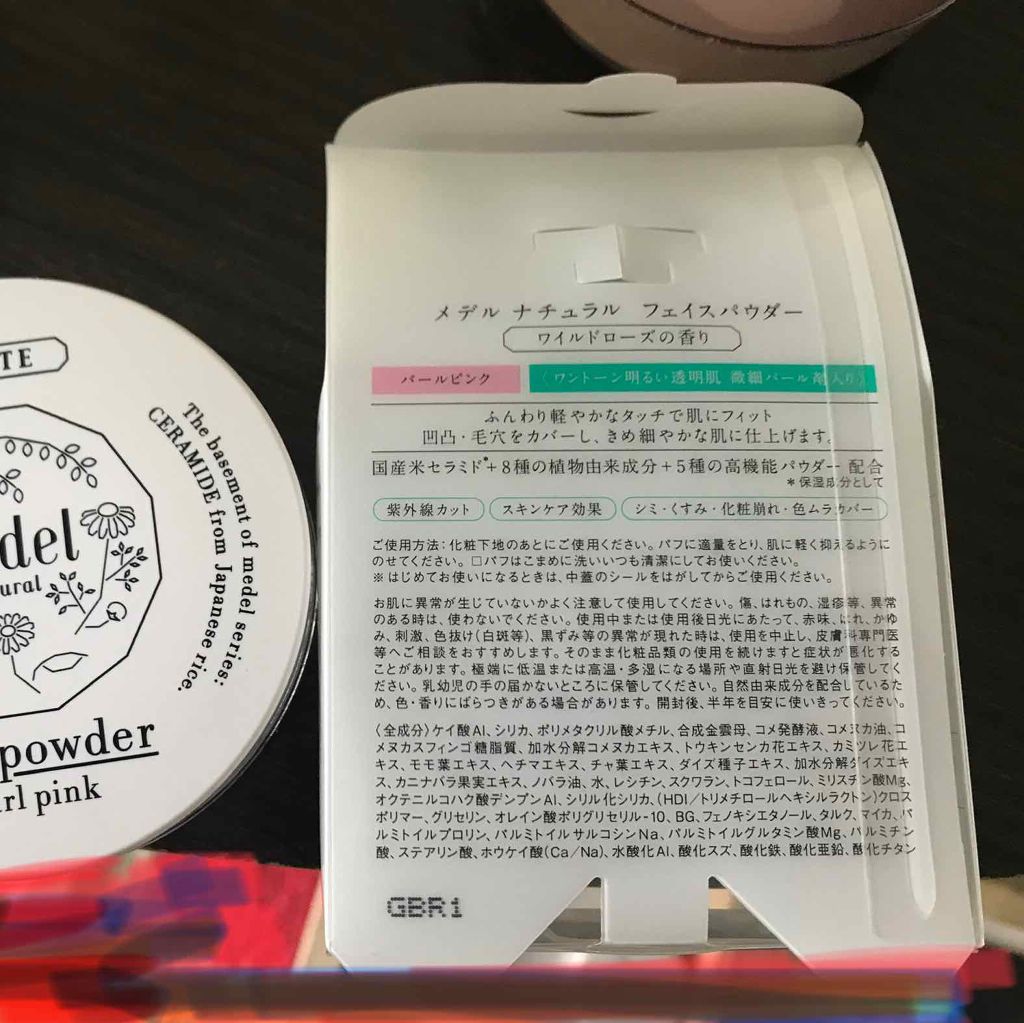 TE
The basement of medel series:
CERAMIDE from Japanese rice.
del
ural
powder
rl pink
メデル ナチュラル フェイスパウダー
ワイルドローズの香り
パールピンク
〈ワントーン明るい透明肌 微細パール剤入り〉
ふんわり軽やかなタッチで肌にフィット
凹凸・毛穴をカバーし、きめ細やかな肌に仕上げます。
国産米セラミド*+8種の植物由来成分+5種の高機能パウダー 配合
*保湿成分として
紫外線カット
スキンケア効果
シミ・くすみ・化粧崩れ・色ムラカバー
ご使用方法：化粧下地のあとにご使用ください。パフに適量をとり、肌に軽く抑えるように
のせてください。□パフはこまめに洗いいつも清潔にしてお使いください。
※はじめてお使いになるときは、中蓋のシールをはがしてからご使用ください。
お肌に異常が生じていないかよく注意して使用してください。傷、はれもの、湿疹等、異常
のある時は、使わないでください。使用中または使用後日光にあたって、赤味、はれ、かゆ
み、刺激、色抜け(白斑等)、黒ずみ等の異常が現れた時は、使用を中止し、皮膚科専門医
等へご相談をおすすめします。そのまま化粧品類の使用を続けますと症状が悪化する
ことがあります。極端に低温または高温・多湿になる場所や直射日光を避け保管してく
ださい。乳幼児の手の届かないところに保管してください。自然由来成分を配合しているた
め、色・香りにばらつきがある場合があります。開封後、半年を目安に使いきってください。
〈全成分〉ケイ酸Al、シリカ、ポリメタクリル酸メチル、合成金雲母、コメ発酵液、コメヌカ油、コ
メヌカスフィンゴ糖脂質、加水分解コメヌカエキス、トウキンセンカ花エキス、カミツレ花エ
キス、モモ葉エキス、ヘチマエキス、チャ葉エキス、ダイズ種子エキス、加水分解ダイズエキ
ス、カニナバラ果実エキス、ノバラ油、水、レシチン、スクワラン、トコフェロール、ミリスチン酸Mg、
オクテニルコハク酸デンプンAl、シリル化シリカ、(HDI/トリメチロールヘキシルラクトン)クロス
ポリマー、グリセリン、オレイン酸ポリグリセリル-10、BG、フェノキシエタノール、タルク、マイカ、パ
ルミトイルプロリン、パルミトイルサルコシンNa、パルミトイルグルタミン酸Mg、パルミチン
酸、ステアリン酸、ホウケイ酸(Ca/Na)、水酸化Al、酸化スズ、酸化鉄、酸化亜鉛、酸化チタン
GBR1